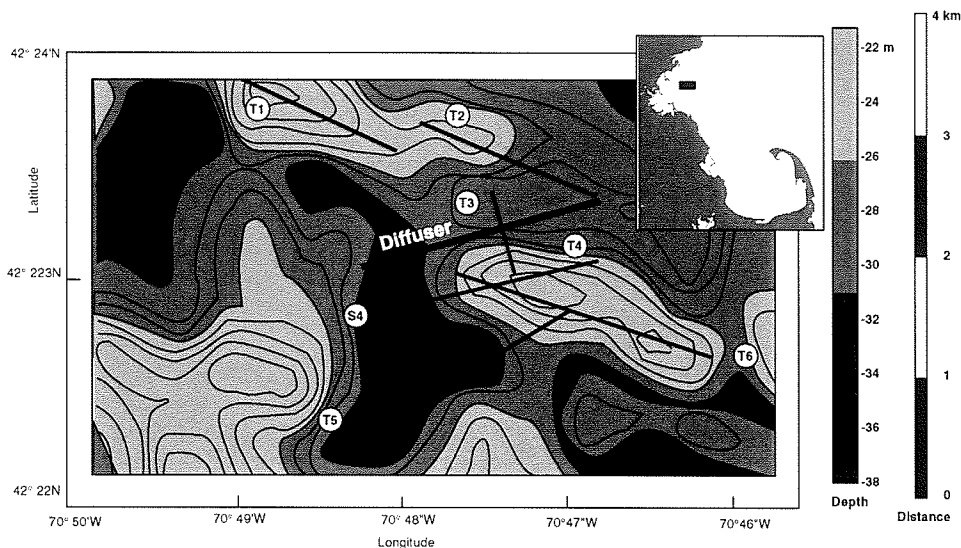 42° 24'N
42° 223N
42° 22N
Latitude
70° 50'W
70° 49'W
70° 48'W
70° 47'W
70° 46'W
Longitude
T1
T2
T3
Diffuser
T4
S4
T6
T5
-22 m
-24
-26
-28
-30
-32
-34
-36
-38
Depth
4 km
3
2
1
0
Distance